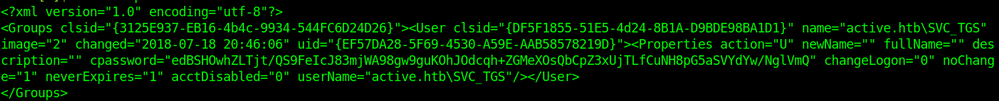 <?xml version="1.0" encoding="utf-8"?>
<Groups clsid="{3125E937-EB16-4b4c-9934-544FC6D24D26}"><User clsid="{DF5F1855-51E5-4d24-8B1A-D9BDE98BA1D1}" name="active.htb\SVC_TGS"
image="2" changed="2018-07-18 20:46:06" uid="{EF57DA28-5F69-4530-A59E-AAB58578219D}"><Properties action="U" newName="" fullName="" des
cription="" cpassword="edBSHOwhZLTjt/QS9FeIcJ83mjWA98gw9guKOhJOdcqh+ZGMeXOsQbCpZ3xUjTLfCuNH8pG5aSVYdYw/NglVmQ" changeLogon="0" noChang
e="1" neverExpires="1" acctDisabled="0" userName="active.htb\SVC_TGS"/></User>
</Groups>